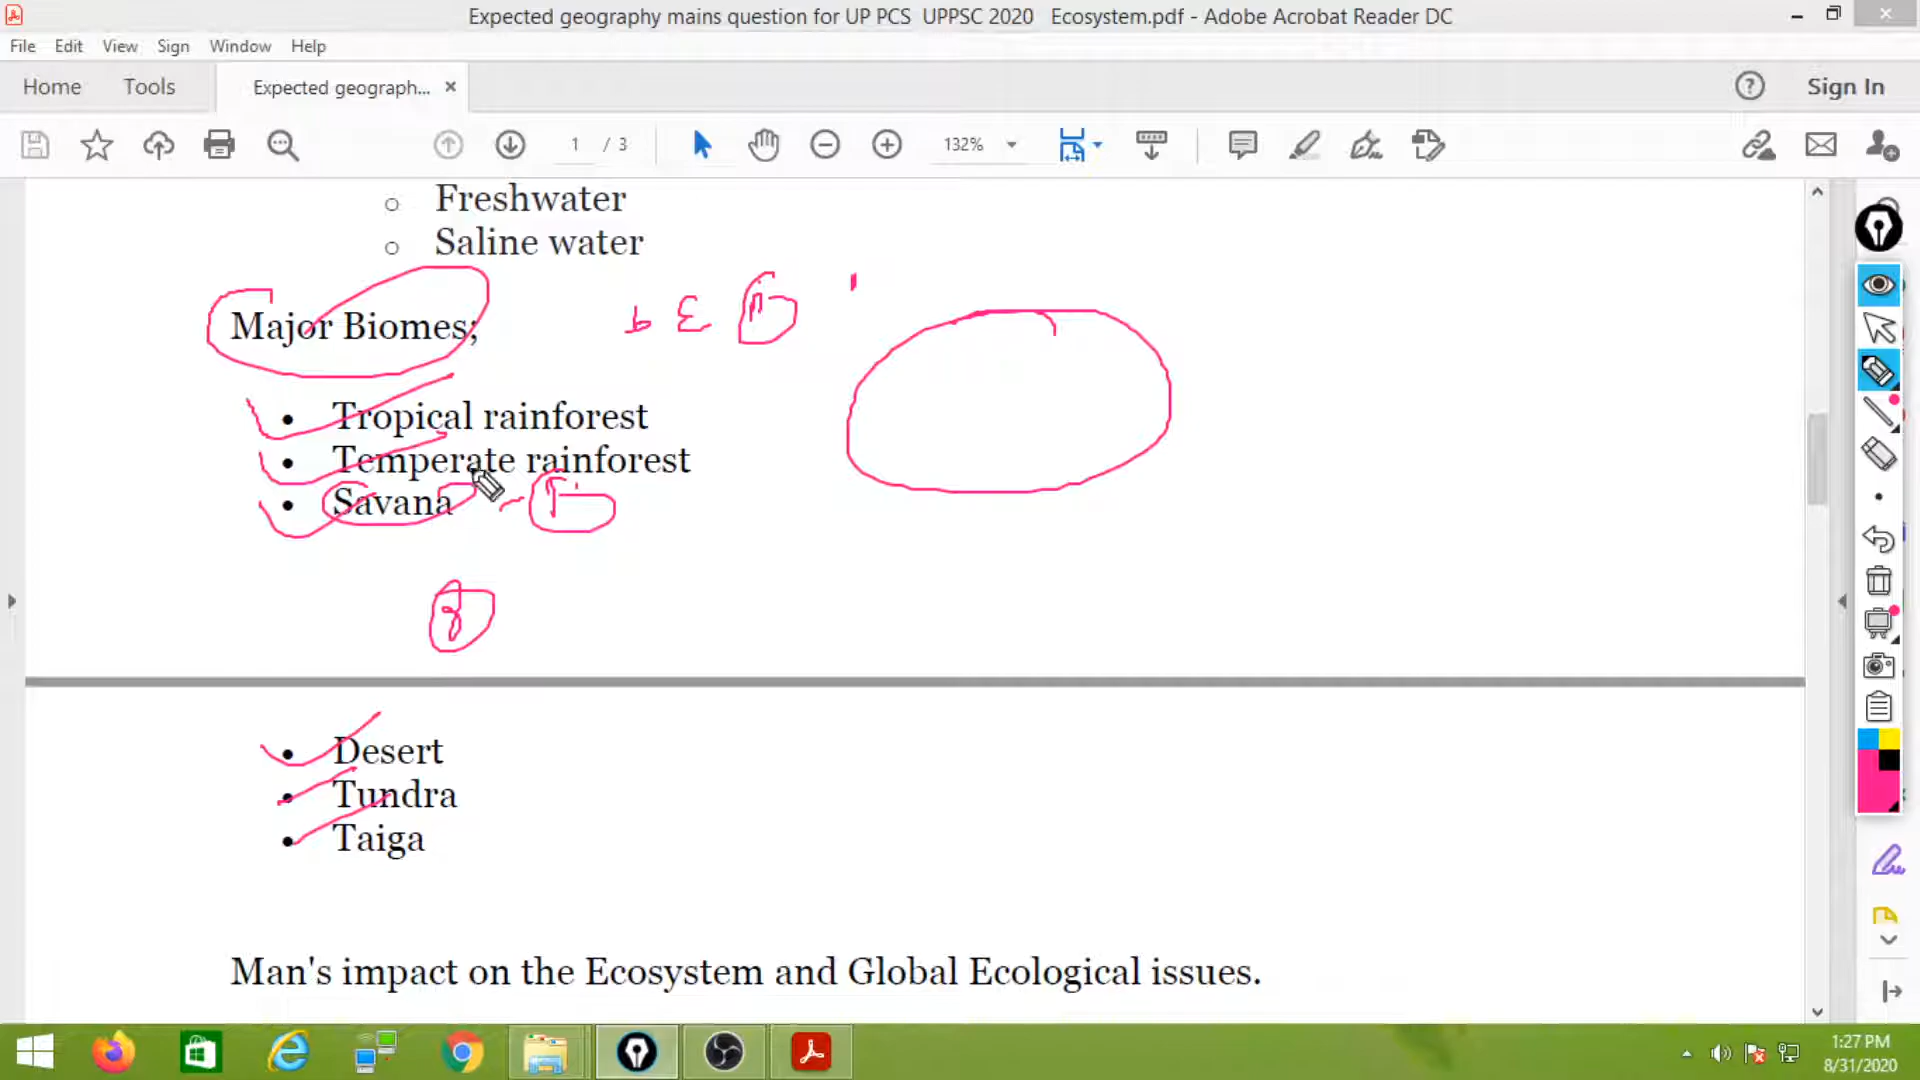 Expected geography mains question for UP PCS UPPSC 2020 Ecosystem.pdf - Adobe Acrobat Reader DC
File Edit View Sign Window Help
Home Tools Expected geograph... × Sign In
1 / 3 132%
○ Freshwater
○ Saline water
Major Biomes;
• Tropical rainforest
• Temperate rainforest
• Savana
• Desert
• Tundra
• Taiga
Man's impact on the Ecosystem and Global Ecological issues.
1:27 PM
8/31/2020